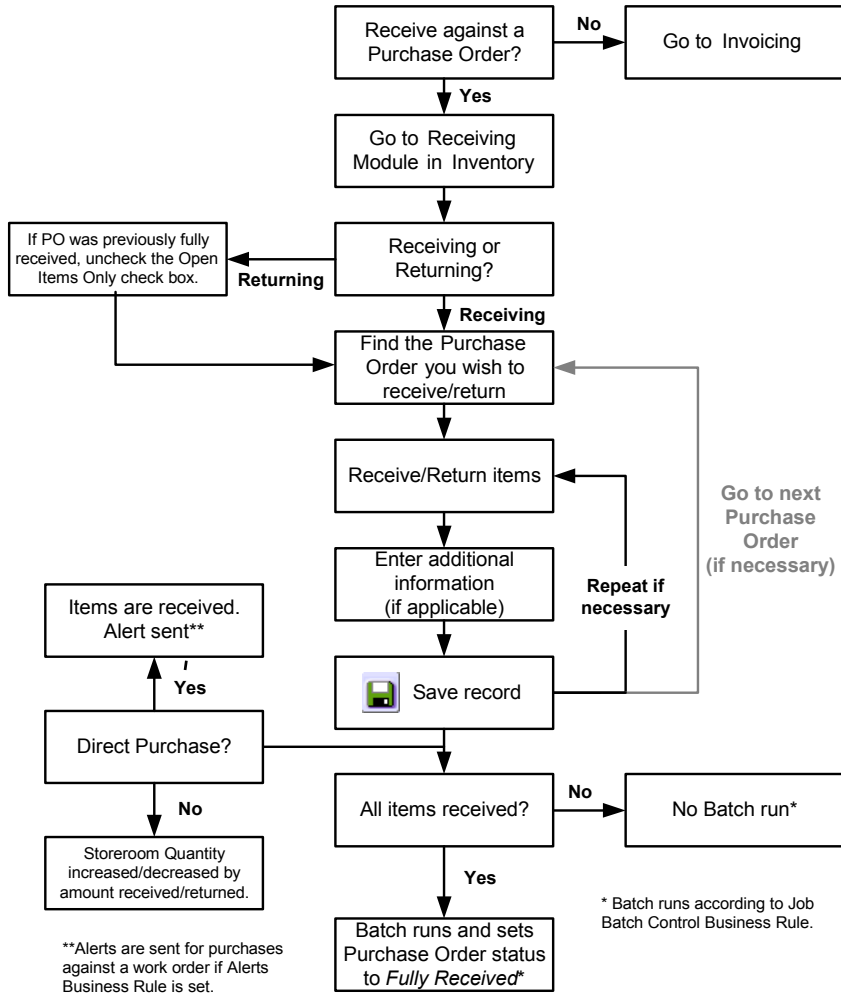 Receive against a
Purchase Order?
No
Go to Invoicing
Yes
Go to Receiving
Module in Inventory
If PO was previously fully
received, uncheck the Open
Items Only check box.
Returning
Receiving or
Returning?
Receiving
Find the Purchase
Order you wish to
receive/return
Receive/Return items
Go to next
Purchase
Order
(if necessary)
Enter additional
information
(if applicable)
Repeat if
necessary
Items are received.
Alert sent**
Yes
Save record
Direct Purchase?
No
All items received?
No
No Batch run*
Storeroom Quantity
increased/decreased by
amount received/returned.
Yes
* Batch runs according to Job
Batch Control Business Rule.
Batch runs and sets
Purchase Order status
to Fully Received*
**Alerts are sent for purchases
against a work order if Alerts
Business Rule is set.